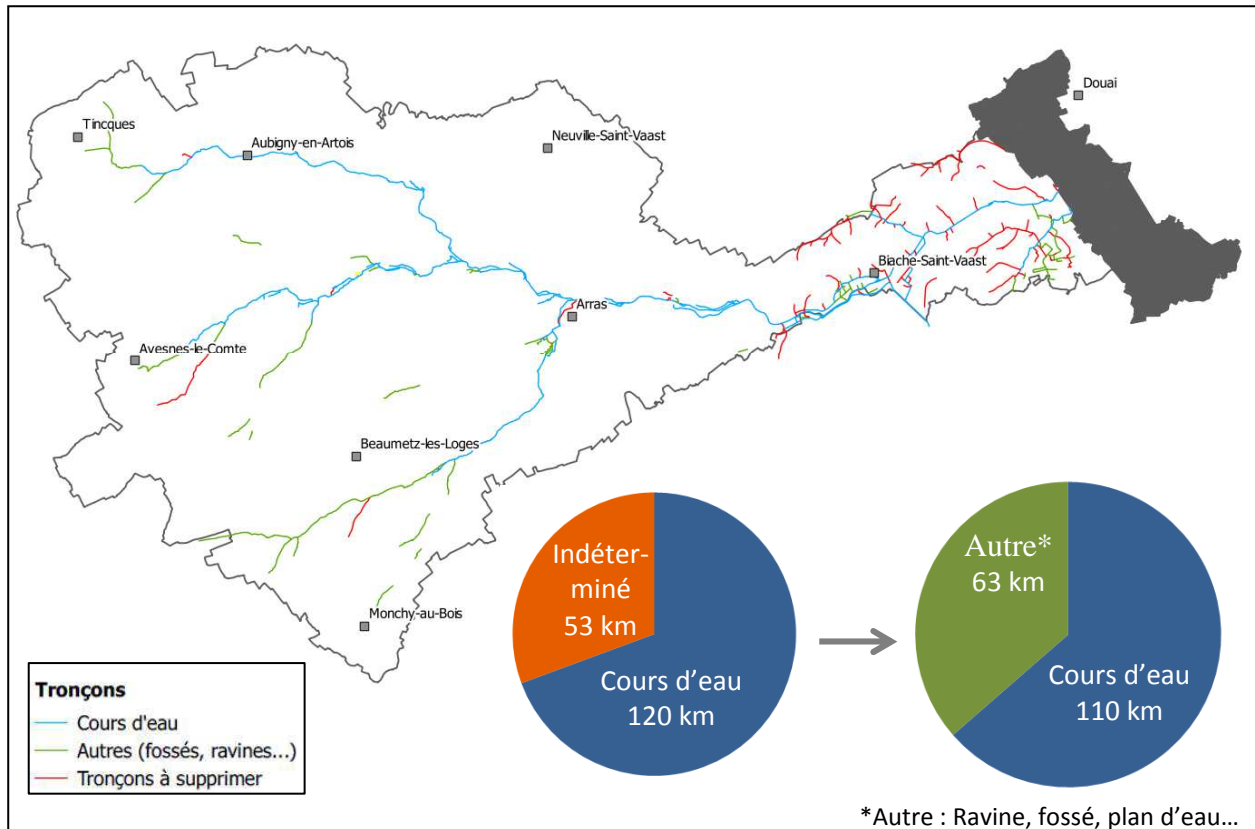 Douai
Tincques
Aubigny-en-Artois
Neuville-Saint-Vaast
Biache-Saint-Vaast
Arras
Avesnes-le-Comte
Beaumetz-les-Loges
Monchy-au-Bois
Indéter-
miné
53 km
Cours d’eau
120 km
Autre*
63 km
Cours d’eau
110 km
Tronçons
Cours d'eau
Autres (fossés, ravines...)
Tronçons à supprimer
*Autre : Ravine, fossé, plan d’eau…